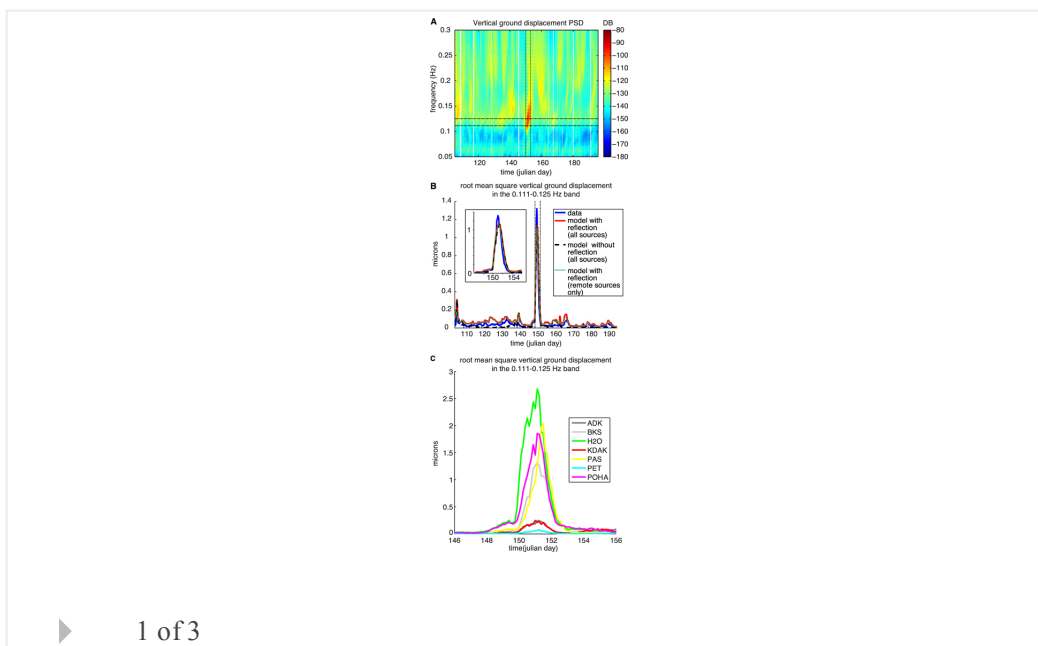 A Vertical ground displacement PSD DB
0.3
0.25
0.2
0.15
0.1
0.05
frequency (Hz)
120 140 160 180
time (julian day)
−80
−90
−100
−110
−120
−130
−140
−150
−160
−170
−180
B root mean square vertical ground displacement
in the 0.111-0.125 Hz band
1.4
1.2
1
0.8
0.6
0.4
0.2
0
microns
1
0
150 154
data
model with
reflection
(all sources)
model without
reflection
(all sources)
model with
reflection
(remote sources
only)
110 120 130 140 150 160 170 180 190
time (julian day)
C root mean square vertical ground displacement
in the 0.111-0.125 Hz band
3
2.5
2
1.5
1
0.5
0
microns
ADK
BKS
H2O
KDAK
PAS
PET
POHA
146 148 150 152 154 156
time(julian day)
1 of 3